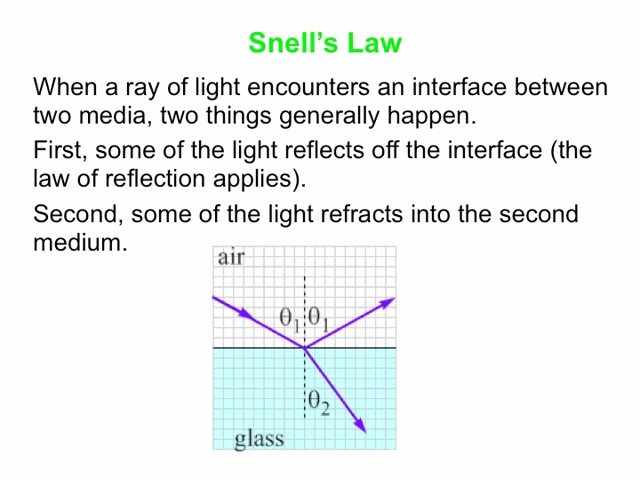 Snell’s Law
When a ray of light encounters an interface between
two media, two things generally happen.
First, some of the light reflects off the interface (the
law of reflection applies).
Second, some of the light refracts into the second
medium.
air
θ₁ θ₁
θ₂
glass